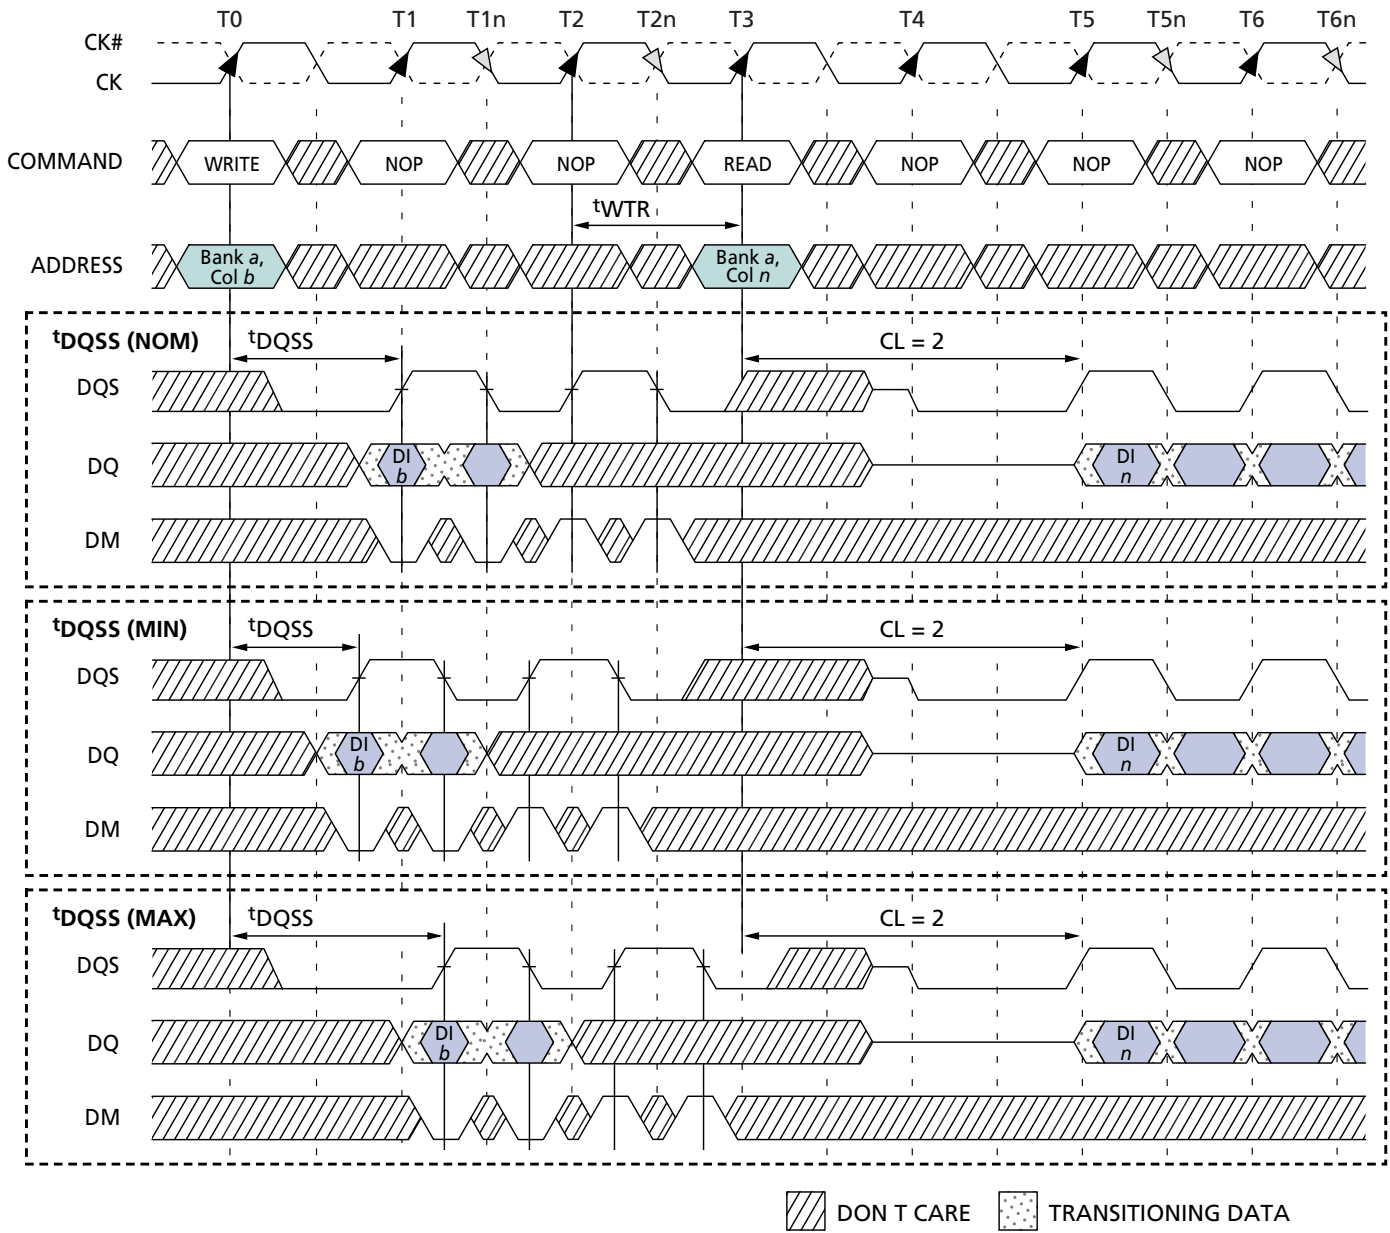 T0 T1 T1n T2 T2n T3 T4 T5 T5n T6 T6n
CK#
CK
COMMAND WRITE NOP NOP READ NOP NOP NOP
tWTR
ADDRESS Bank a, Col b Bank a, Col n
tDQSS (NOM) tDQSS CL = 2
DQS
DQ DI b DI n
DM
tDQSS (MIN) tDQSS CL = 2
DQS
DQ DI b DI n
DM
tDQSS (MAX) tDQSS CL = 2
DQS
DQ DI b DI n
DM
DON T CARE TRANSITIONING DATA